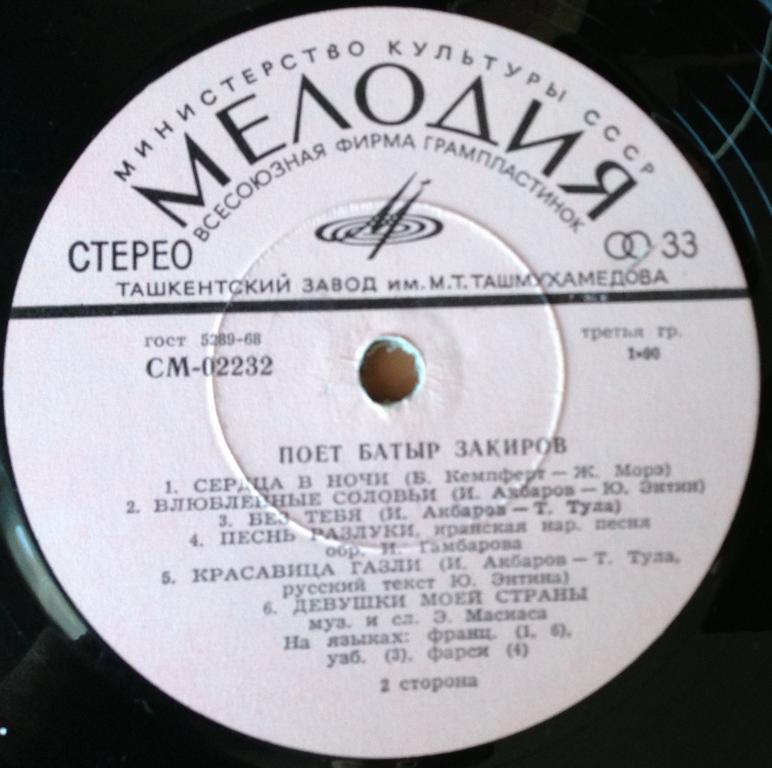 МИНИСТЕРСТВО КУЛЬТУРЫ СССР
МЕЛОДИЯ
ВСЕСОЮЗНАЯ ФИРМА ГРАМПЛАСТИНОК
СТЕРЕО
33
ТАШКЕНТСКИЙ ЗАВОД ИМ. М.Т. ТАШМУХАМЕДОВА
ГОСТ 5289-68
третья гр.
СМ-02232
1-90
ПОЕТ БАТЫР ЗАКИРОВ
1. СЕРДЦА В НОЧИ (Б. Кемпферт — Ж. Морэ)
2. ВЛЮБЛЕННЫЕ СОЛОВЬИ (И. Акбаров — Ю. Энтин)
3. БЕЗ ТЕБЯ (И. Акбаров — Т. Тула)
4. ПЕСНЬ РАЗЛУКИ, иранская нар. песня
обр. И. Гамбарова
5. КРАСАВИЦА ГАЗЛИ (И. Акбаров — Т. Тула,
русский текст Ю. Энтина)
6. ДЕВУШКИ МОЕЙ СТРАНЫ
муз. и сл. Э. Масиаса
На языках: франц. (1, 6),
узб. (3), фарси (4)
2 сторона